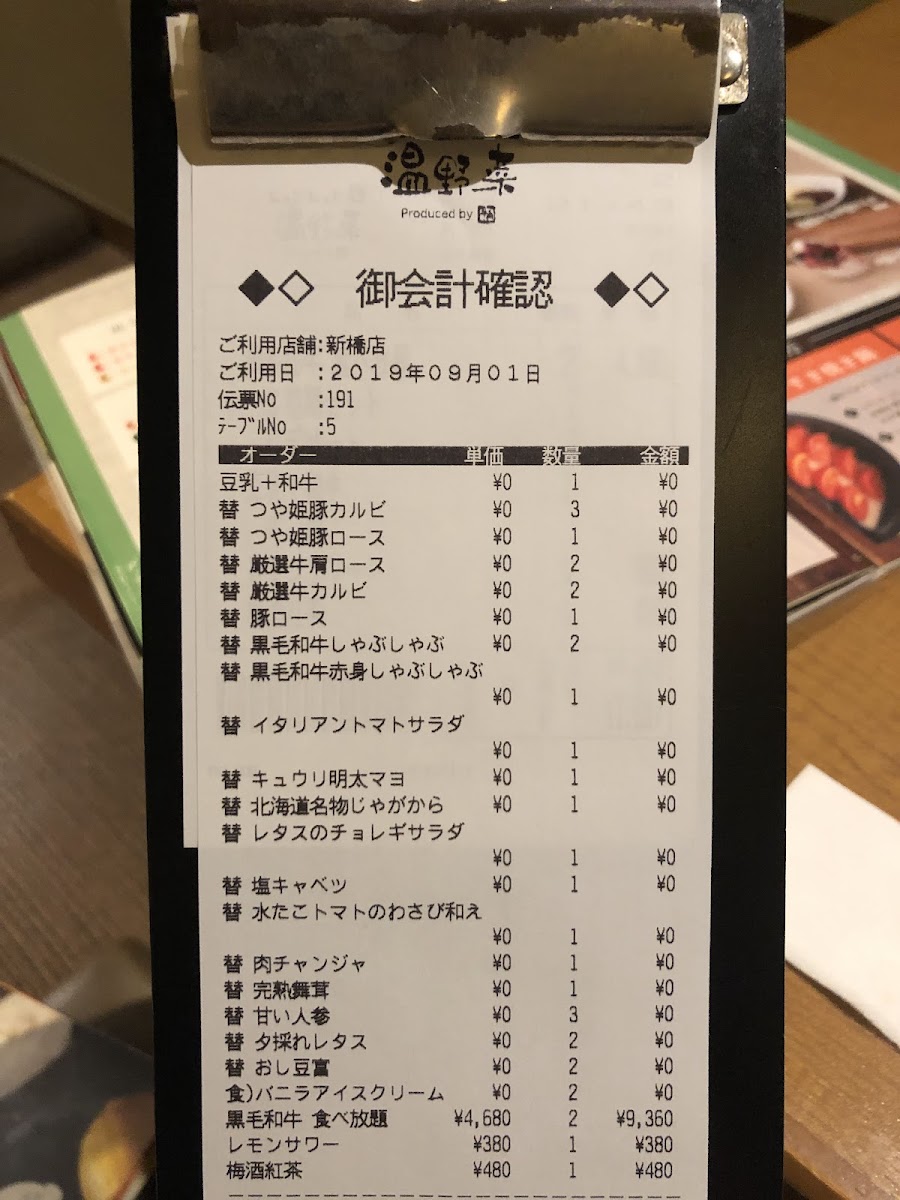 温野菜
Produced by
◆◇ 御会計確認 ◆◇
ご利用店舗:新橋店
ご利用日 :2019年09月01日
伝票No :191
テーブルNo :5
オーダー 単価 数量 金額
豆乳+和牛 ¥0 1 ¥0
替 つや姫豚カルビ ¥0 3 ¥0
替 つや姫豚ロース ¥0 1 ¥0
替 厳選牛肩ロース ¥0 2 ¥0
替 厳選牛カルビ ¥0 2 ¥0
替 豚ロース ¥0 1 ¥0
替 黒毛和牛しゃぶしゃぶ ¥0 2 ¥0
替 黒毛和牛赤身しゃぶしゃぶ
¥0 1 ¥0
替 イタリアントマトサラダ
¥0 1 ¥0
替 キュウリ明太マヨ ¥0 1 ¥0
替 北海道名物じゃがから ¥0 1 ¥0
替 レタスのチョレギサラダ
¥0 1 ¥0
替 塩キャベツ ¥0 1 ¥0
替 水たこトマトのわさび和え
¥0 1 ¥0
替 肉チャンジャ ¥0 1 ¥0
替 完熟舞茸 ¥0 1 ¥0
替 甘い人参 ¥0 3 ¥0
替 夕採れレタス ¥0 2 ¥0
替 おし豆富 ¥0 2 ¥0
食)バニラアイスクリーム ¥0 2 ¥0
黒毛和牛 食べ放題 ¥4,680 2 ¥9,360
レモンサワー ¥380 1 ¥380
梅酒紅茶 ¥480 1 ¥480